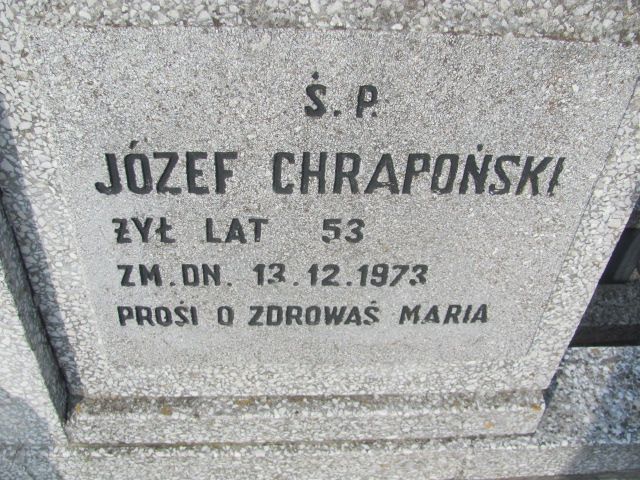 Ś. P.
JÓZEF CHRAPOŃSKI
ŻYŁ LAT 53
ZM. DN. 13.12.1973
PROSI O ZDROWAŚ MARIA